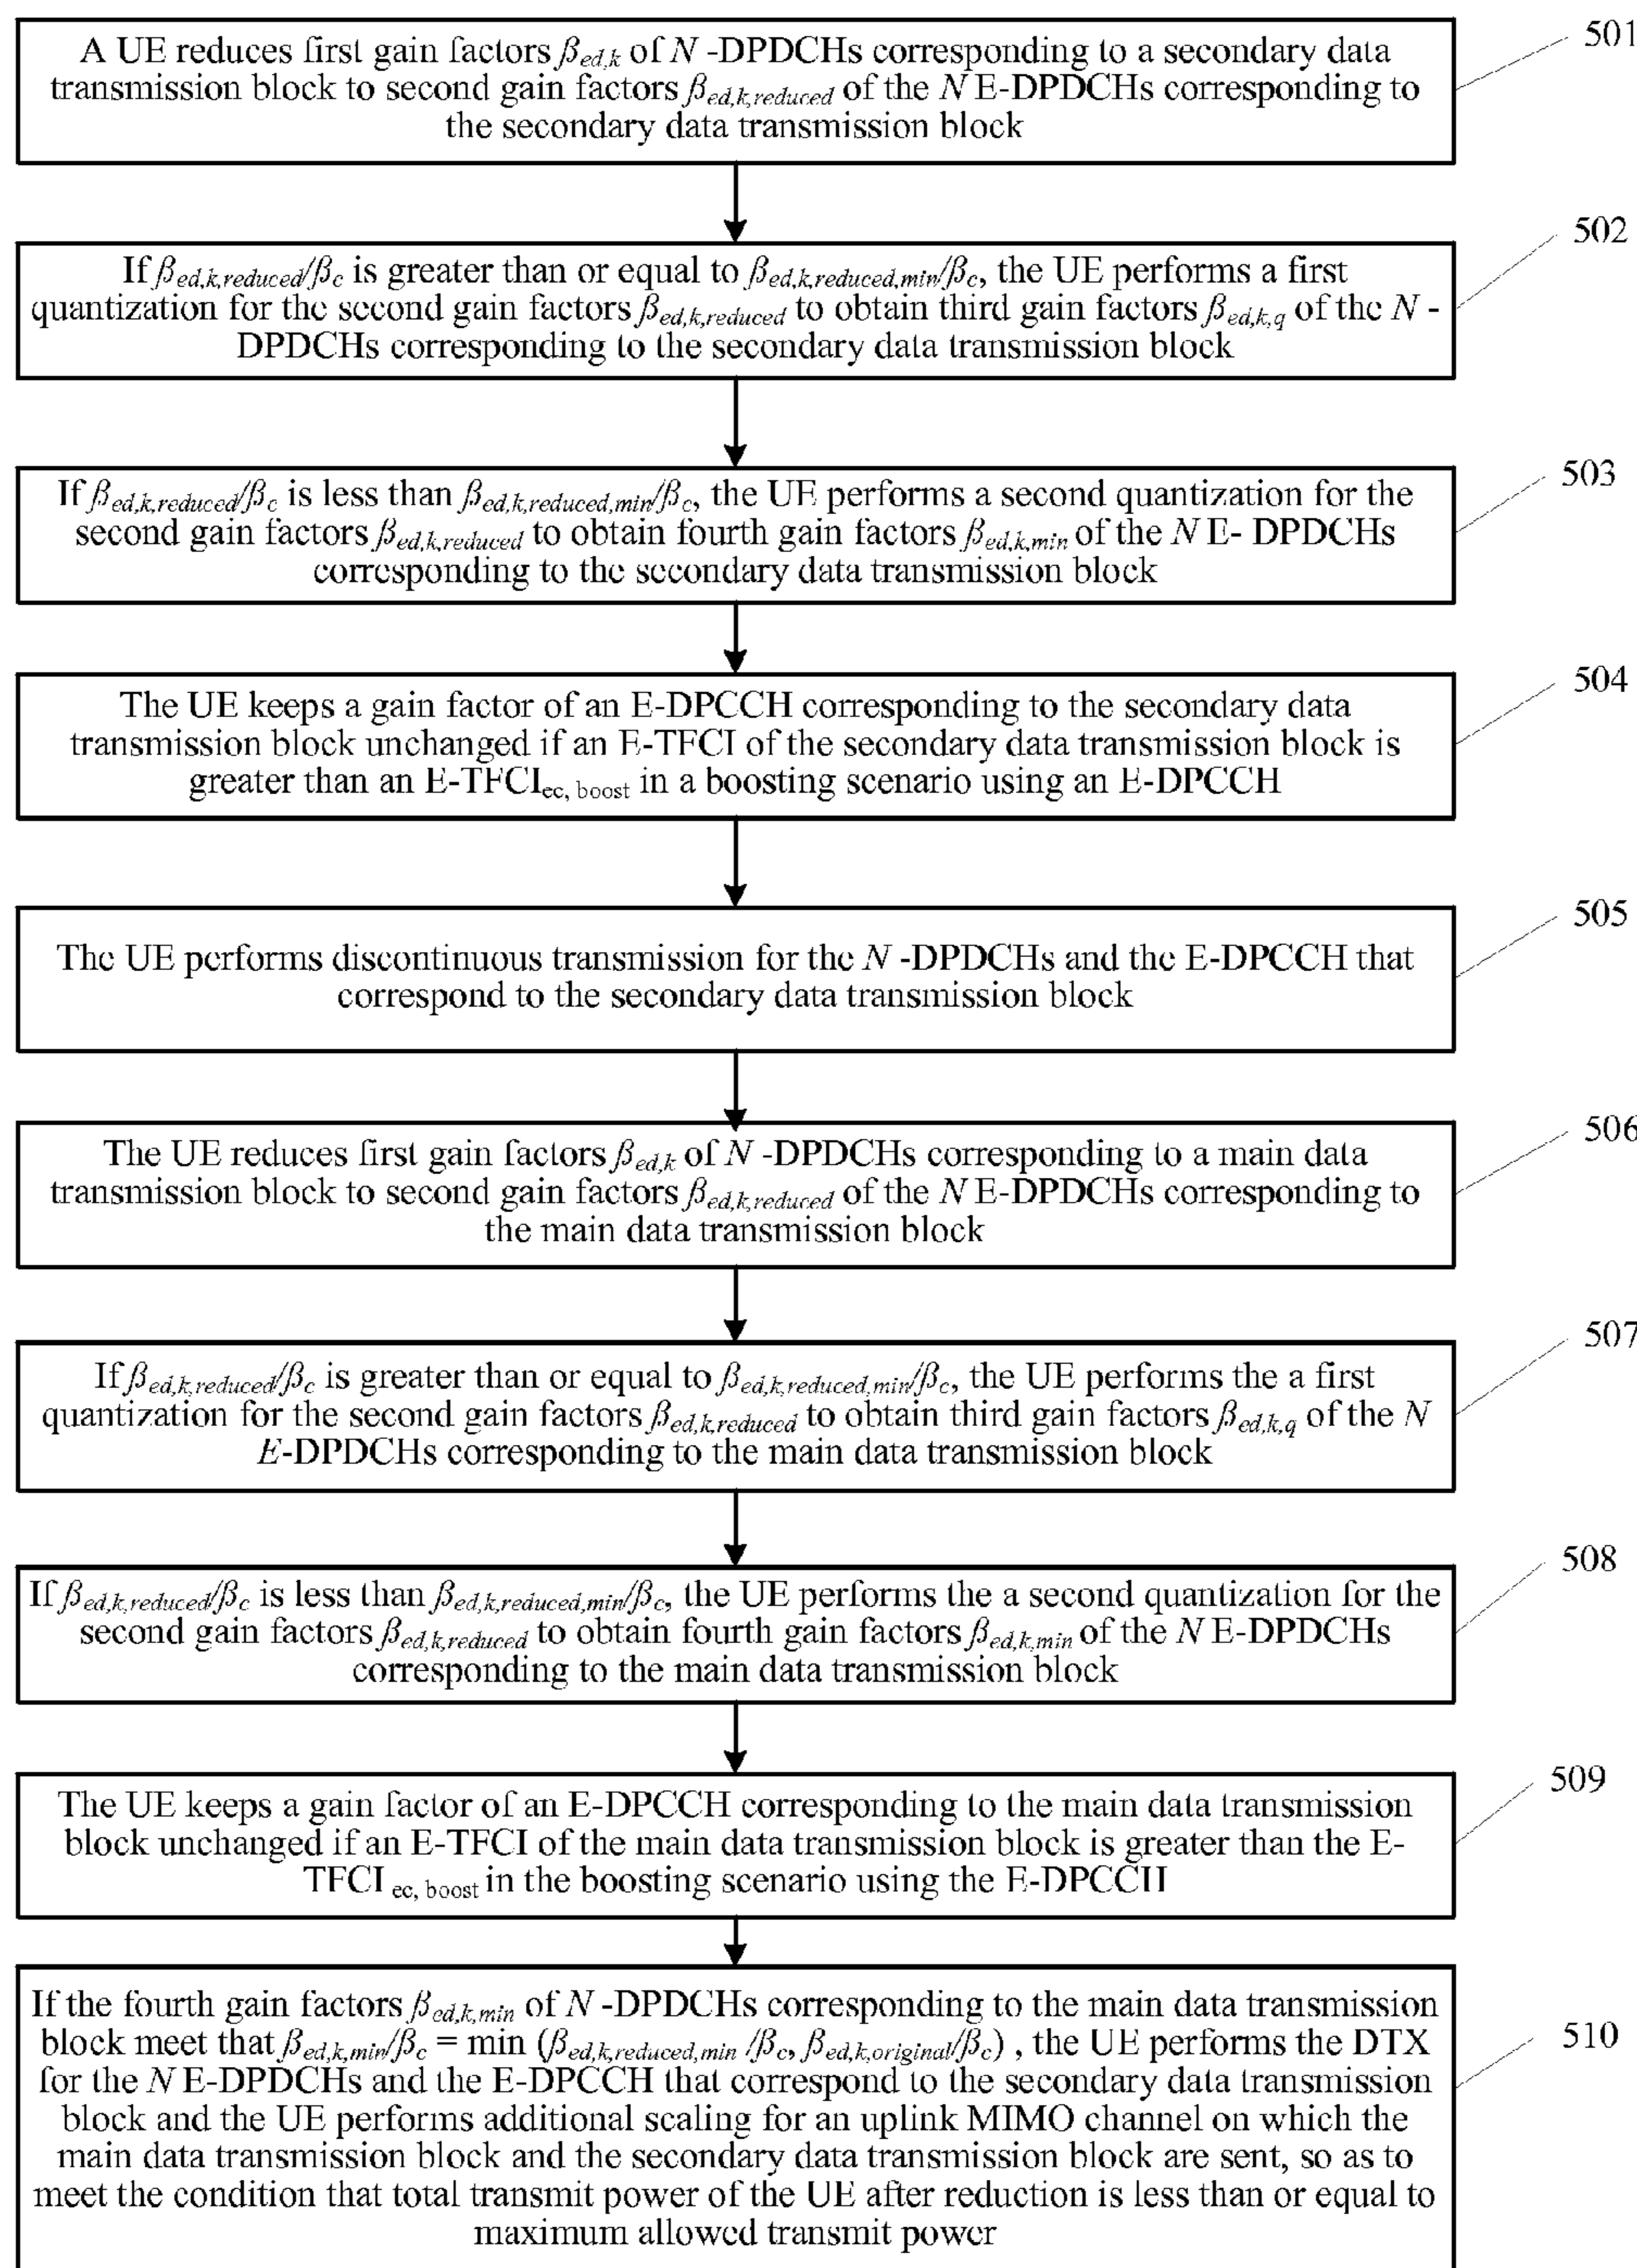 A UE reduces first gain factors βed,k of N -DPDCHs corresponding to a secondary data
transmission block to second gain factors βed,k,reduced of the N E-DPDCHs corresponding to
the secondary data transmission block
501
If βed,k,reduced/βc is greater than or equal to βed,k,reduced,min/βc, the UE performs a first
quantization for the second gain factors βed,k,reduced to obtain third gain factors βed,k,q of the N -
DPDCHs corresponding to the secondary data transmission block
502
If βed,k,reduced/βc is less than βed,k,reduced,min/βc, the UE performs a second quantization for the
second gain factors βed,k,reduced to obtain fourth gain factors βed,k,min of the N E- DPDCHs
corresponding to the secondary data transmission block
503
The UE keeps a gain factor of an E-DPCCH corresponding to the secondary data
transmission block unchanged if an E-TFCI of the secondary data transmission block is
greater than an E-TFCIec, boost in a boosting scenario using an E-DPCCH
504
The UE performs discontinuous transmission for the N -DPDCHs and the E-DPCCH that
correspond to the secondary data transmission block
505
The UE reduces first gain factors βed,k of N -DPDCHs corresponding to a main data
transmission block to second gain factors βed,k,reduced of the N E-DPDCHs corresponding to
the main data transmission block
506
If βed,k,reduced/βc is greater than or equal to βed,k,reduced,min/βc, the UE performs the a first
quantization for the second gain factors βed,k,reduced to obtain third gain factors βed,k,q of the N
E-DPDCHs corresponding to the main data transmission block
507
If βed,k,reduced/βc is less than βed,k,reduced,min/βc, the UE performs the a second quantization for the
second gain factors βed,k,reduced to obtain fourth gain factors βed,k,min of the N E-DPDCHs
corresponding to the main data transmission block
508
The UE keeps a gain factor of an E-DPCCH corresponding to the main data transmission
block unchanged if an E-TFCI of the main data transmission block is greater than the E-
TFCI ec, boost in the boosting scenario using the E-DPCCH
509
If the fourth gain factors βed,k,min of N -DPDCHs corresponding to the main data transmission
block meet that βed,k,min/βc = min (βed,k,reduced,min /βc, βed,k,original/βc) , the UE performs the DTX
for the N E-DPDCHs and the E-DPCCH that correspond to the secondary data transmission
block and the UE performs additional scaling for an uplink MIMO channel on which the
main data transmission block and the secondary data transmission block are sent, so as to
meet the condition that total transmit power of the UE after reduction is less than or equal to
maximum allowed transmit power
510